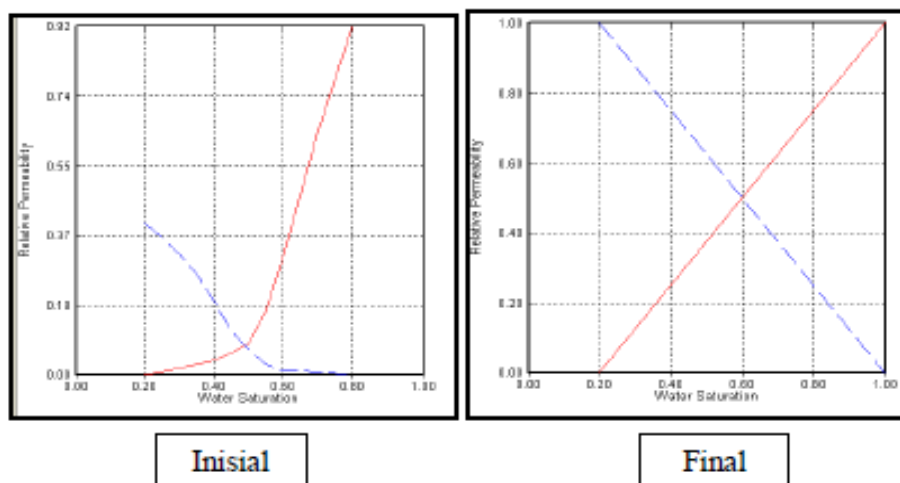 0.92
0.74
0.55
0.37
0.18
0.00
Relative Permeability
0.00 0.20 0.40 0.60 0.80 1.00
Water Saturation
1.00
0.80
0.60
0.40
0.20
0.00
Relative Permeability
0.00 0.20 0.40 0.60 0.80 1.00
Water Saturation
Inisial
Final